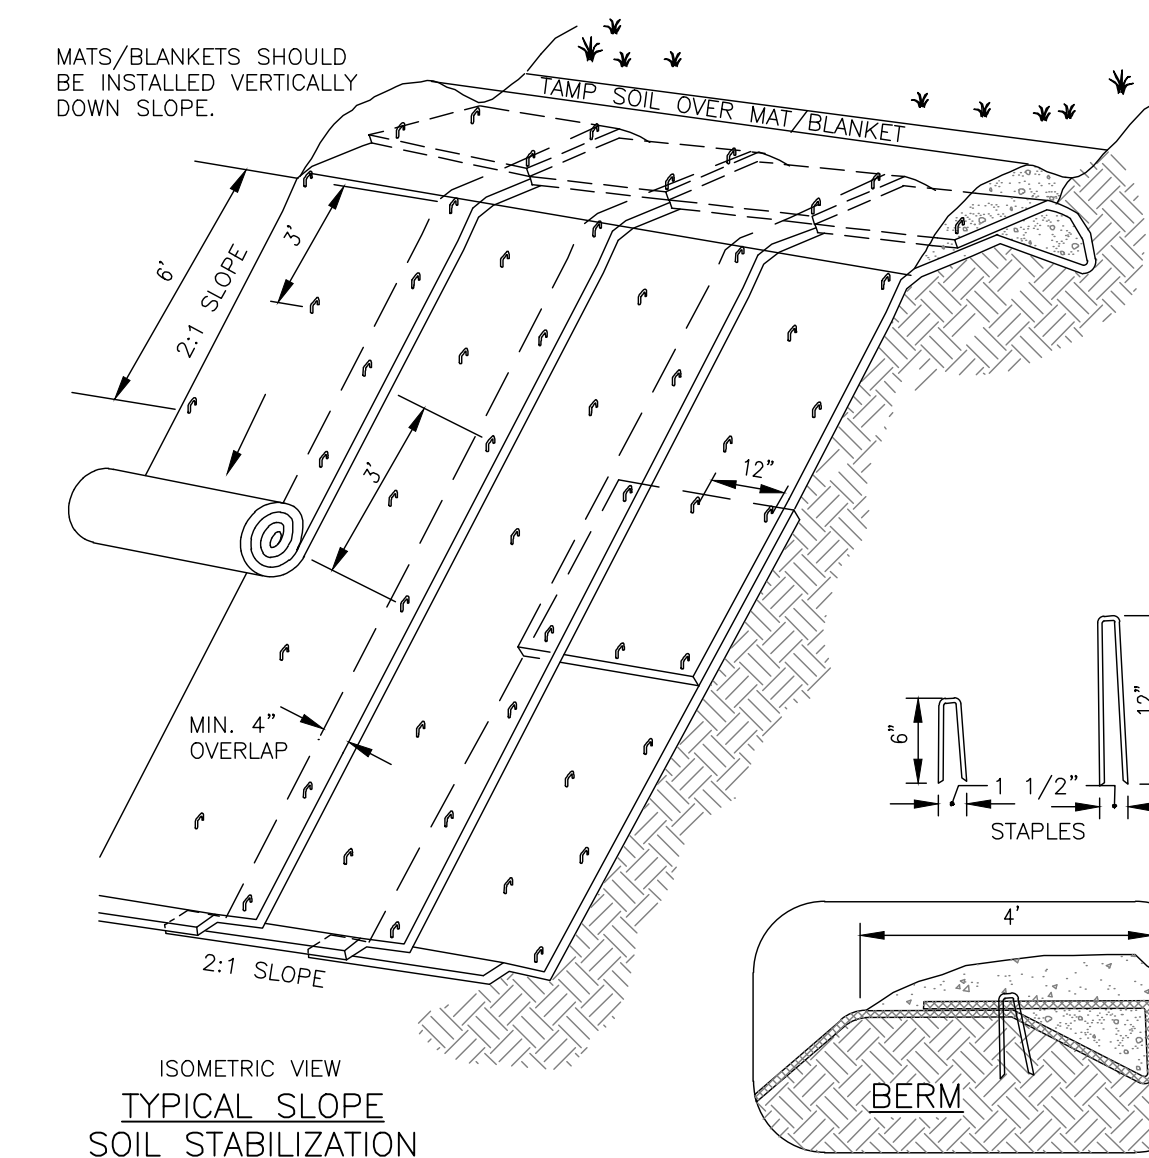 MATS/BLANKETS SHOULD
BE INSTALLED VERTICALLY
DOWN SLOPE.
TAMP SOIL OVER MAT/BLANKET
3'
6'
2:1 SLOPE
12"
3'
MIN. 4"
OVERLAP
6"
12"
1 1/2"
STAPLES
2:1 SLOPE
4'
BERM
ISOMETRIC VIEW
TYPICAL SLOPE
SOIL STABILIZATION